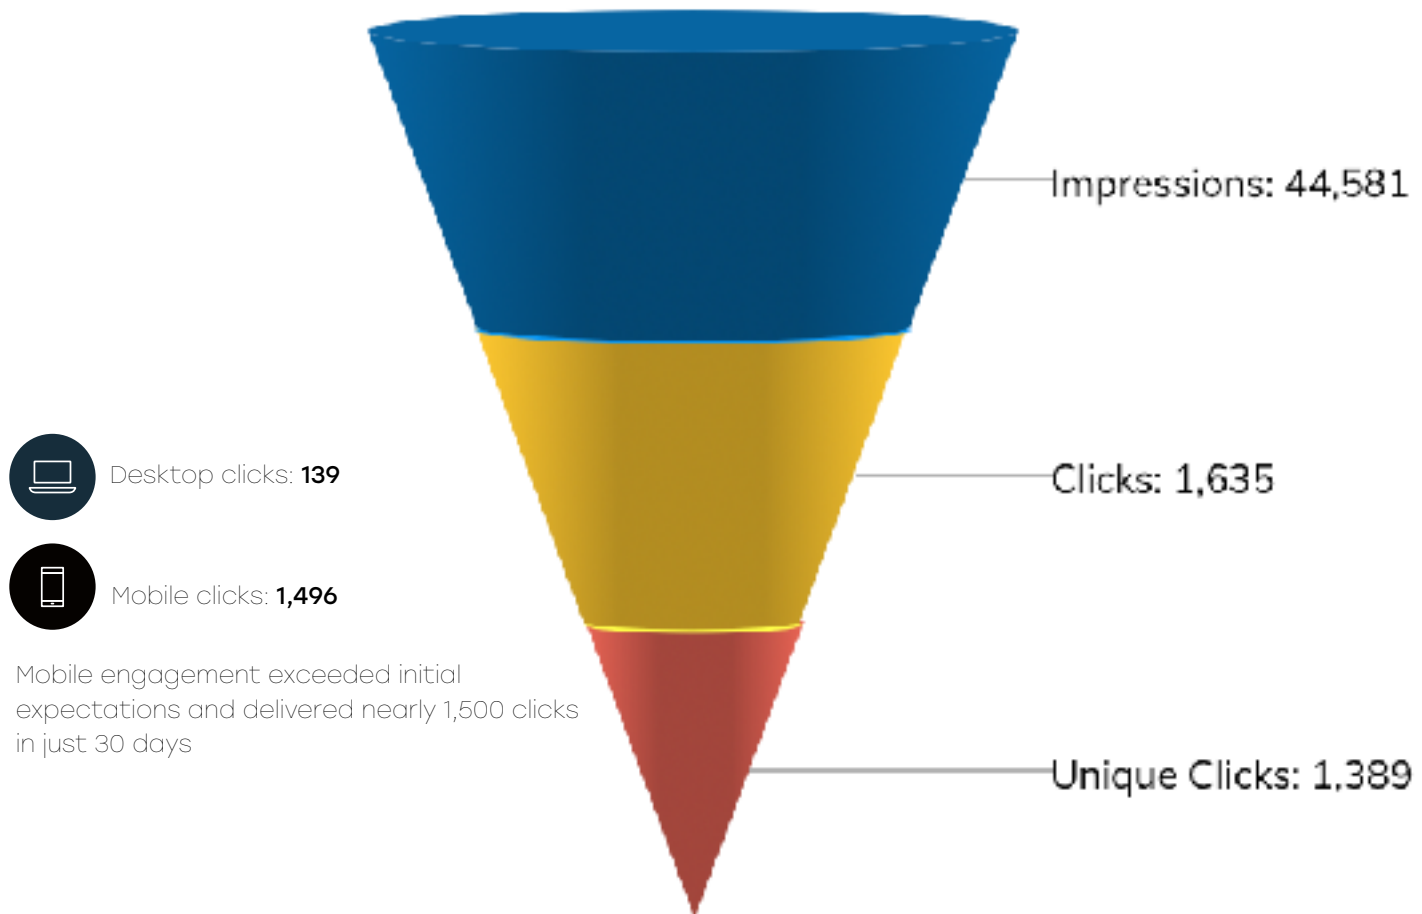 Impressions: 44,581
Desktop clicks: 139
Clicks: 1,635
Mobile clicks: 1,496
Mobile engagement exceeded initial
expectations and delivered nearly 1,500 clicks
in just 30 days
Unique Clicks: 1,389